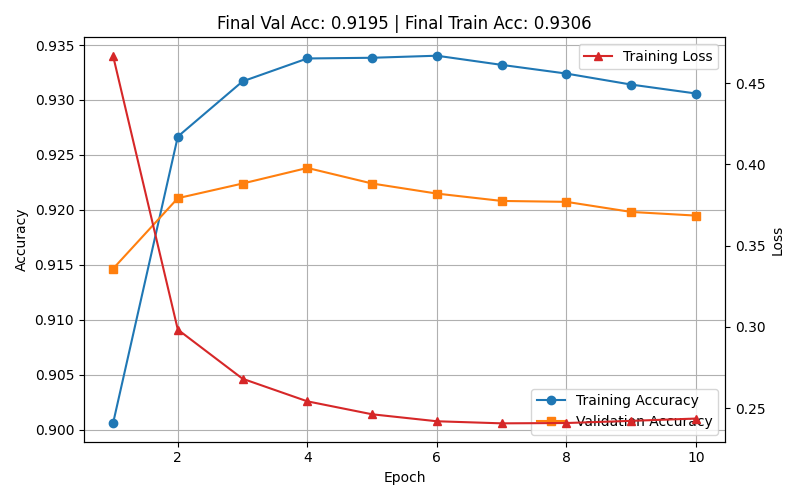 Final Val Acc: 0.9195 | Final Train Acc: 0.9306
Training Loss
Training Accuracy
Validation Accuracy
Accuracy
0.935
0.930
0.925
0.920
0.915
0.910
0.905
0.900
Loss
0.45
0.40
0.35
0.30
0.25
2 4 6 8 10
Epoch